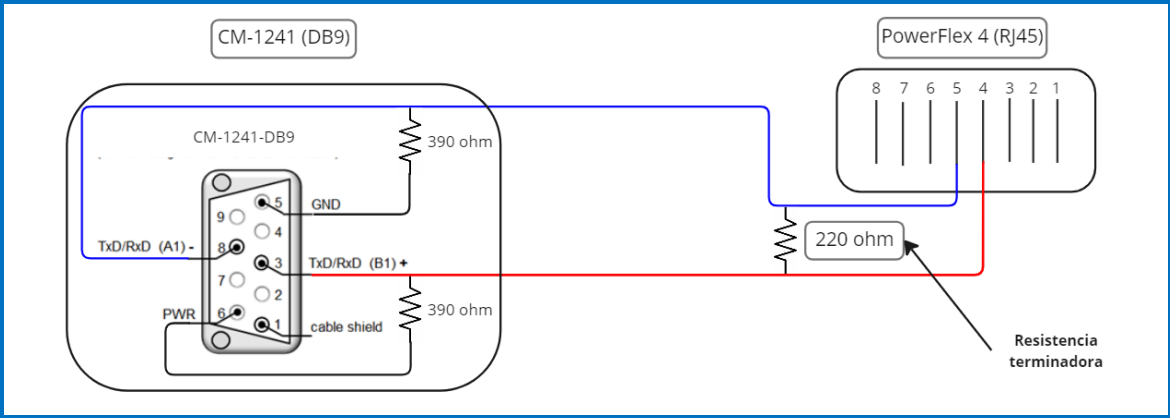 CM-1241 (DB9)
PowerFlex 4 (RJ45)
8 7 6 5 4 3 2 1
CM-1241-DB9
390 ohm
5
GND
9
4
TxD/RxD (A1) -
8
3
TxD/RxD (B1) +
220 ohm
7
2
PWR
6
1
cable shield
390 ohm
Resistencia
terminadora